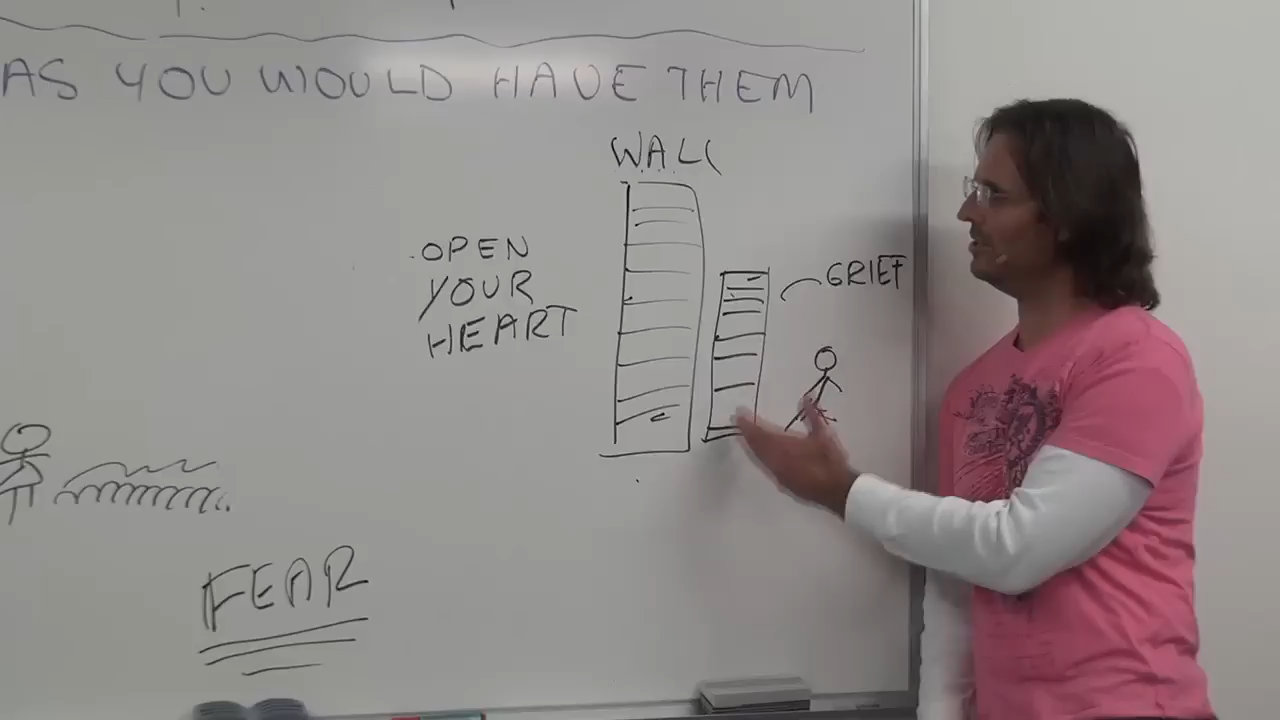 AS YOU WOULD HAVE THEM
WALL
OPEN
YOUR
HEART
GRIEF
FEAR